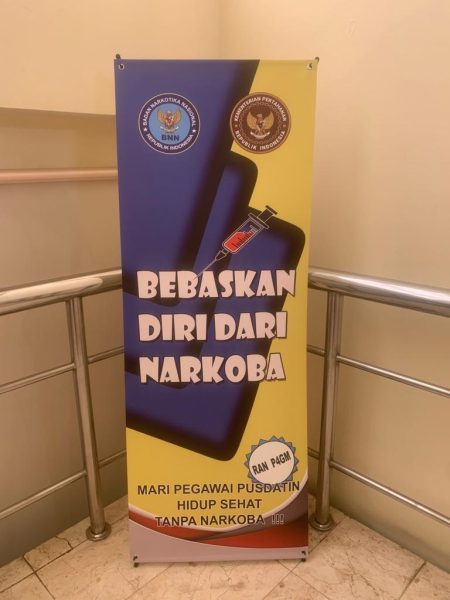 BADAN NARKOTIKA NASIONAL
BNN
REPUBLIK INDONESIA
KEMENTERIAN PERTAHANAN
REPUBLIK INDONESIA
BEBASKAN
DIRI DARI
NARKOBA
RAN P4GM
MARI PEGAWAI PUSDATIN
HIDUP SEHAT
TANPA NARKOBA !!!